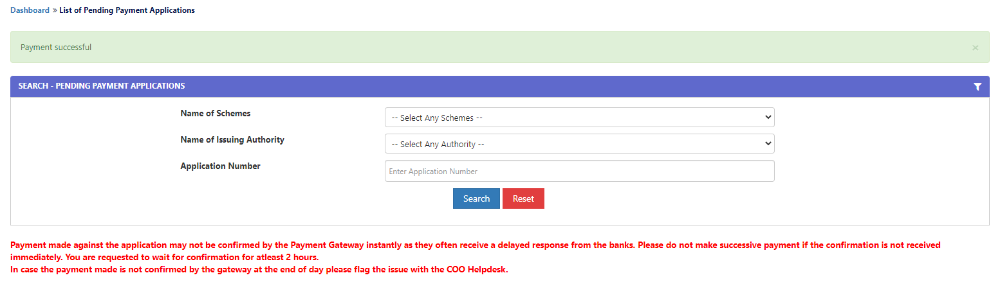 Dashboard » List of Pending Payment Applications
Payment successful ×
SEARCH - PENDING PAYMENT APPLICATIONS
Name of Schemes -- Select Any Schemes --
Name of Issuing Authority -- Select Any Authority --
Application Number Enter Application Number
Search Reset
Payment made against the application may not be confirmed by the Payment Gateway instantly as they often receive a delayed response from the banks. Please do not make successive payment if the confirmation is not received
immediately. You are requested to wait for confirmation for atleast 2 hours.
In case the payment made is not confirmed by the gateway at the end of day please flag the issue with the COO Helpdesk.